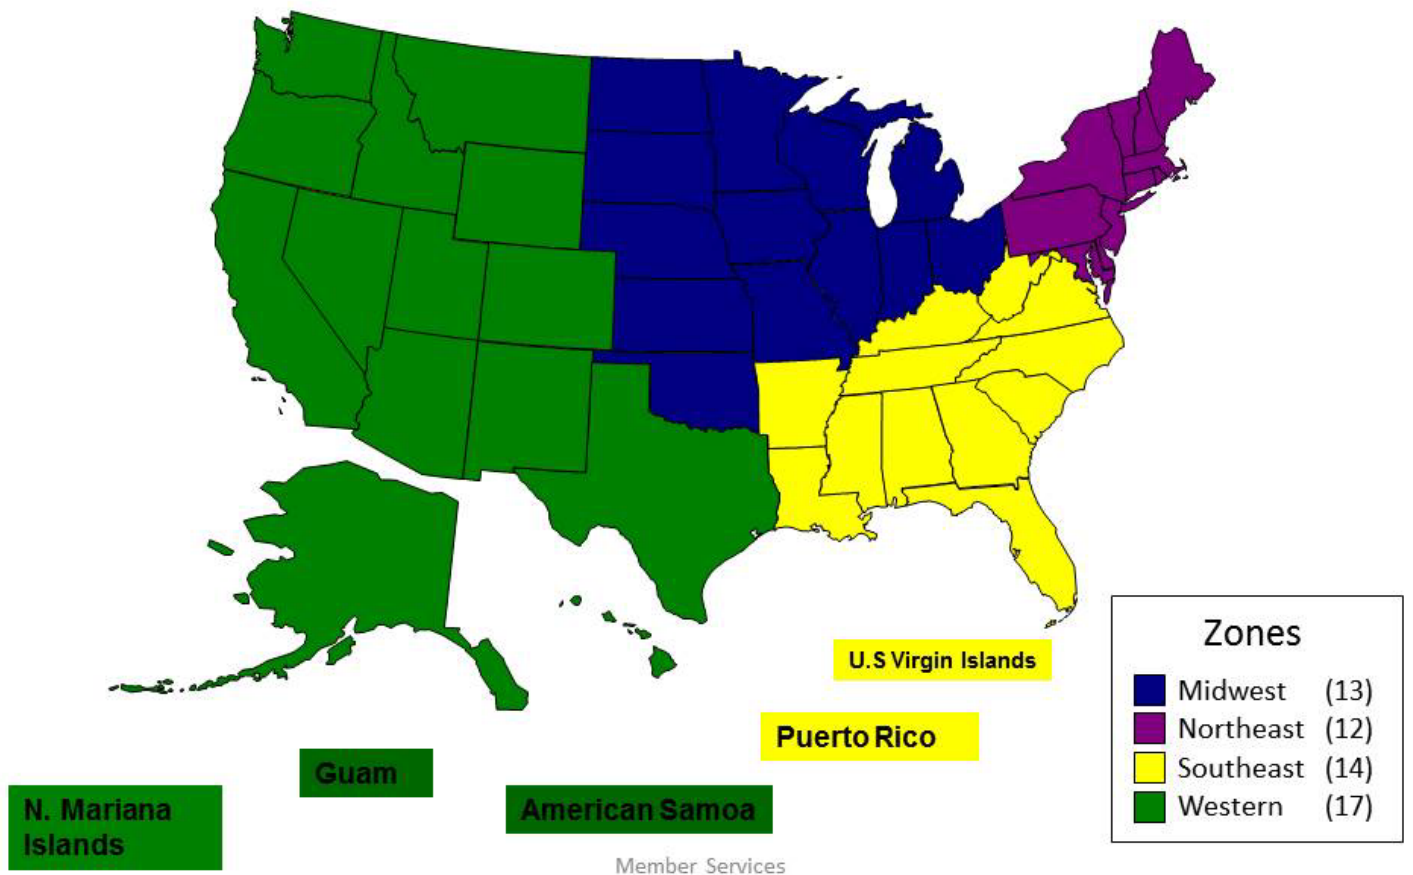 U.S Virgin Islands
Puerto Rico
Guam
N. Mariana
Islands
American Samoa
Zones
Midwest (13)
Northeast (12)
Southeast (14)
Western (17)
Member Services